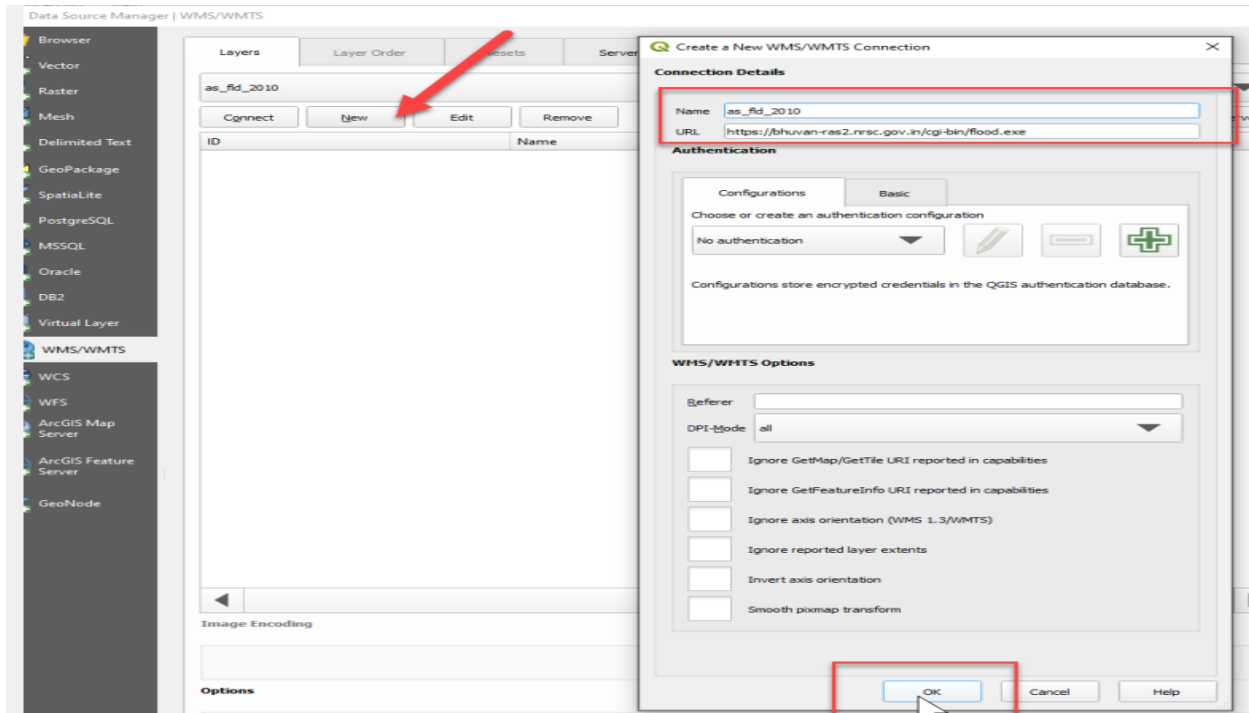 Data Source Manager | WMS/WMTS
Browser
Vector
Raster
Mesh
Delimited Text
GeoPackage
SpatiaLite
PostgreSQL
MSSQL
Oracle
DB2
Virtual Layer
WMS/WMTS
WCS
WFS
ArcGIS Map
Server
ArcGIS Feature
Server
GeoNode
Layers Layer Order Server
as_fld_2010
Connect New Edit Remove
ID Name
Image Encoding
Options
Create a New WMS/WMTS Connection
Connection Details
Name as_fld_2010
URL https://bhuvan-ras2.nrsc.gov.in/cgi-bin/flood.exe
Authentication
Configurations Basic
Choose or create an authentication configuration
No authentication
Configurations store encrypted credentials in the QGIS authentication database.
WMS/WMTS Options
Referer
DPI-Mode all
Ignore GetMap/GetTile URI reported in capabilities
Ignore GetFeatureInfo URI reported in capabilities
Ignore axis orientation (WMS 1.3/WMTS)
Ignore reported layer extents
Invert axis orientation
Smooth pixmap transform
OK Cancel Help